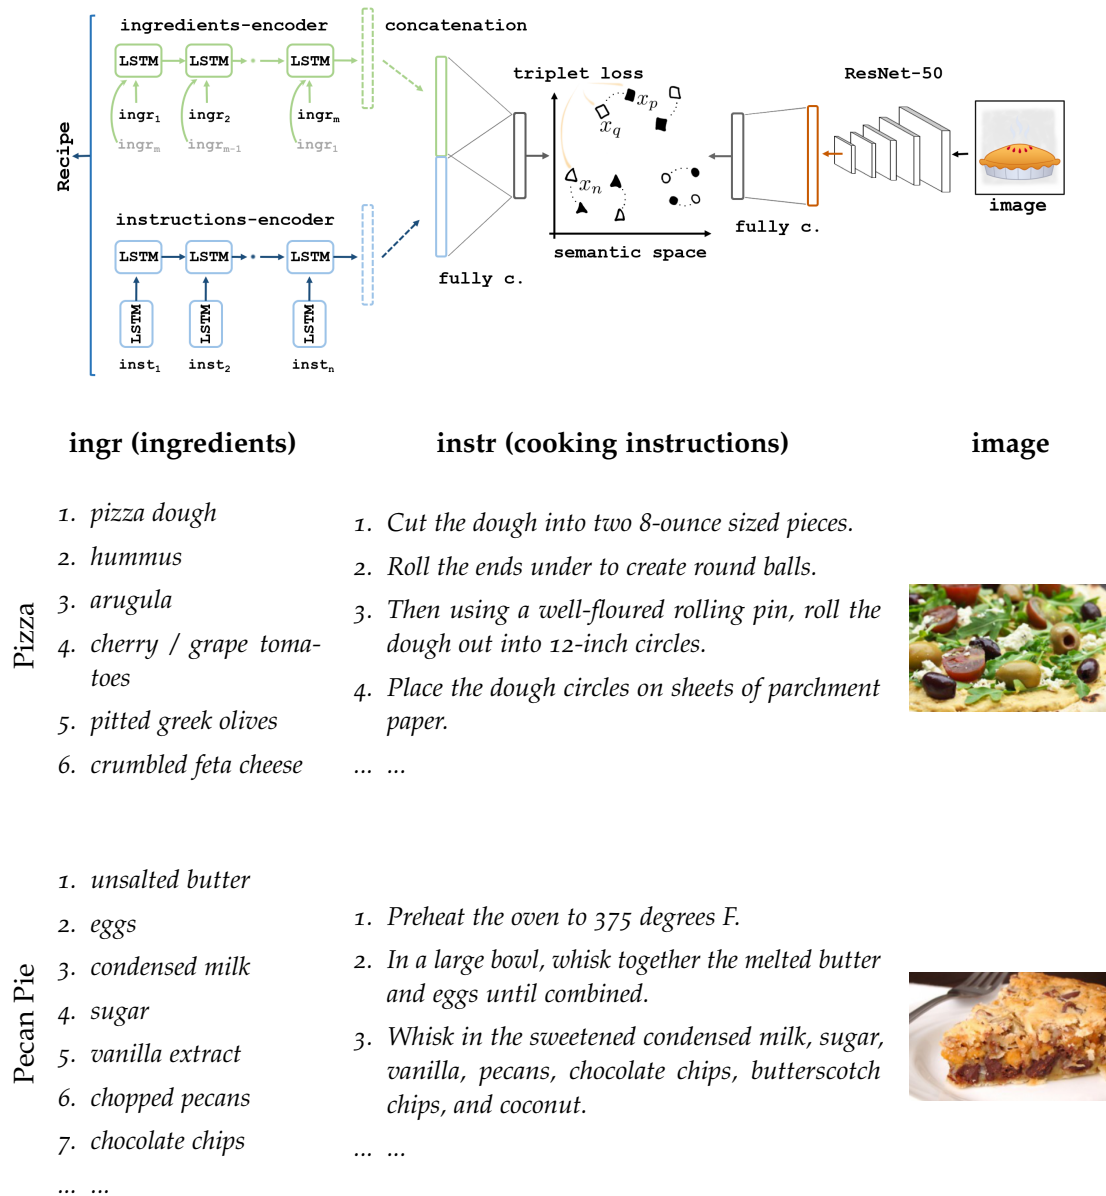 ingredients-encoder
concatenation
LSTM LSTM LSTM
triplet loss
ResNet-50
x_p
x_q
ingr₁ ingr₂ ingrₘ
ingrₘ ingrₘ₋₁ ingr₁
Recipe
x_n
image
instructions-encoder
fully c.
LSTM LSTM LSTM
semantic space
fully c.
LSTM LSTM LSTM
inst₁ inst₂ instₙ
ingr (ingredients) instr (cooking instructions) image
Pizza
1. pizza dough
2. hummus
3. arugula
4. cherry / grape toma-
toes
5. pitted greek olives
6. crumbled feta cheese
1. Cut the dough into two 8-ounce sized pieces.
2. Roll the ends under to create round balls.
3. Then using a well-floured rolling pin, roll the
dough out into 12-inch circles.
4. Place the dough circles on sheets of parchment
paper.
... ...
Pecan Pie
1. unsalted butter
2. eggs
3. condensed milk
4. sugar
5. vanilla extract
6. chopped pecans
7. chocolate chips
... ...
1. Preheat the oven to 375 degrees F.
2. In a large bowl, whisk together the melted butter
and eggs until combined.
3. Whisk in the sweetened condensed milk, sugar,
vanilla, pecans, chocolate chips, butterscotch
chips, and coconut.
... ...